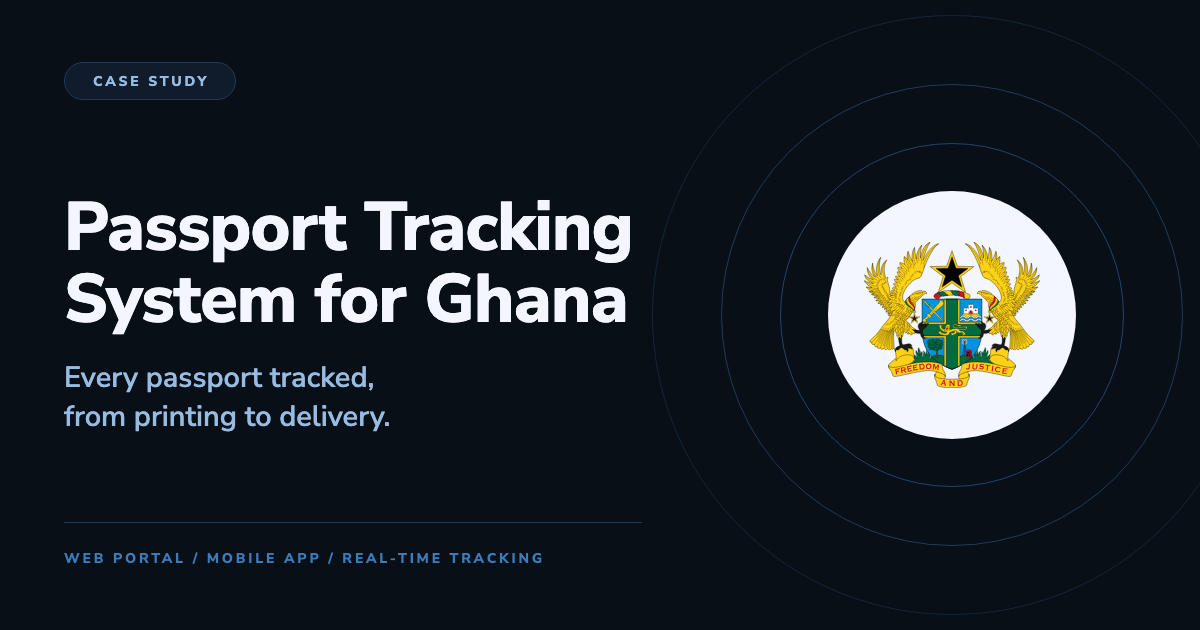 CASE STUDY
Passport Tracking
System for Ghana
Every passport tracked,
from printing to delivery.
WEB PORTAL / MOBILE APP / REAL-TIME TRACKING
FREEDOM
JUSTICE
AND